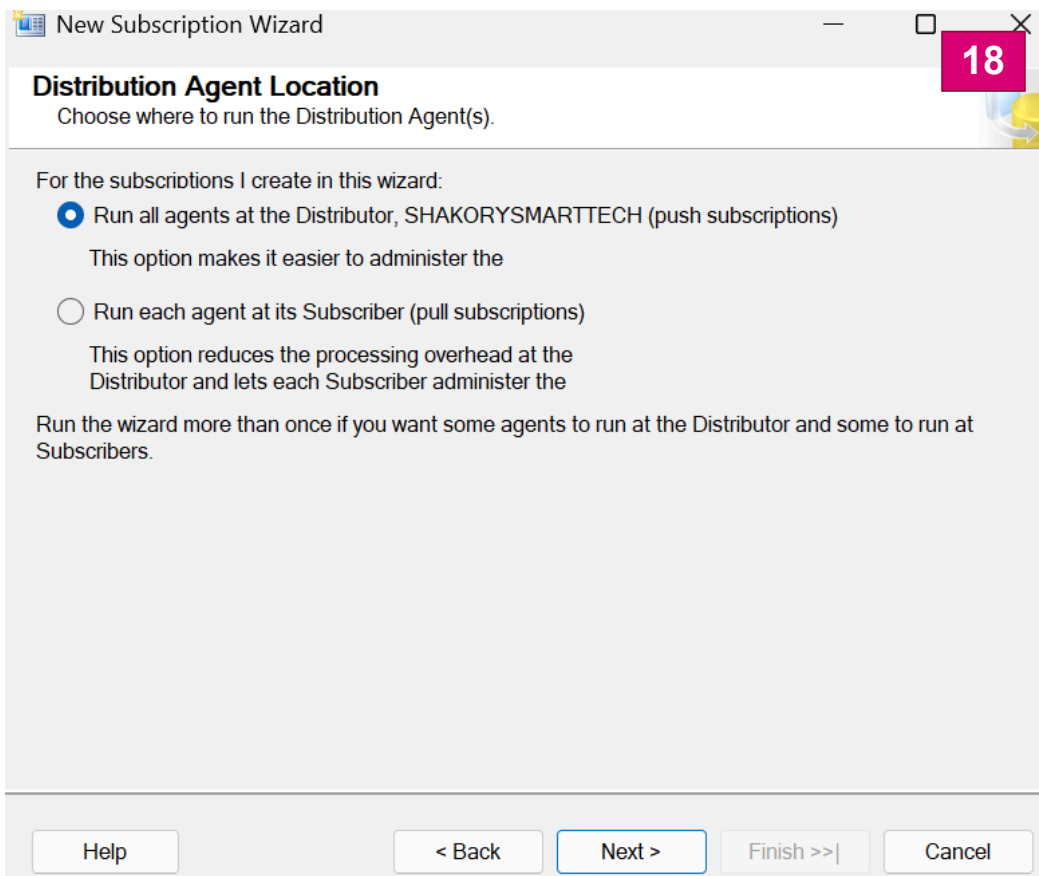 New Subscription Wizard
18
Distribution Agent Location
Choose where to run the Distribution Agent(s).
For the subscriptions I create in this wizard:
Run all agents at the Distributor, SHAKORYSMARTTECH (push subscriptions)
This option makes it easier to administer the
Run each agent at its Subscriber (pull subscriptions)
This option reduces the processing overhead at the
Distributor and lets each Subscriber administer the
Run the wizard more than once if you want some agents to run at the Distributor and some to run at
Subscribers.
Help
< Back
Next >
Finish >>|
Cancel